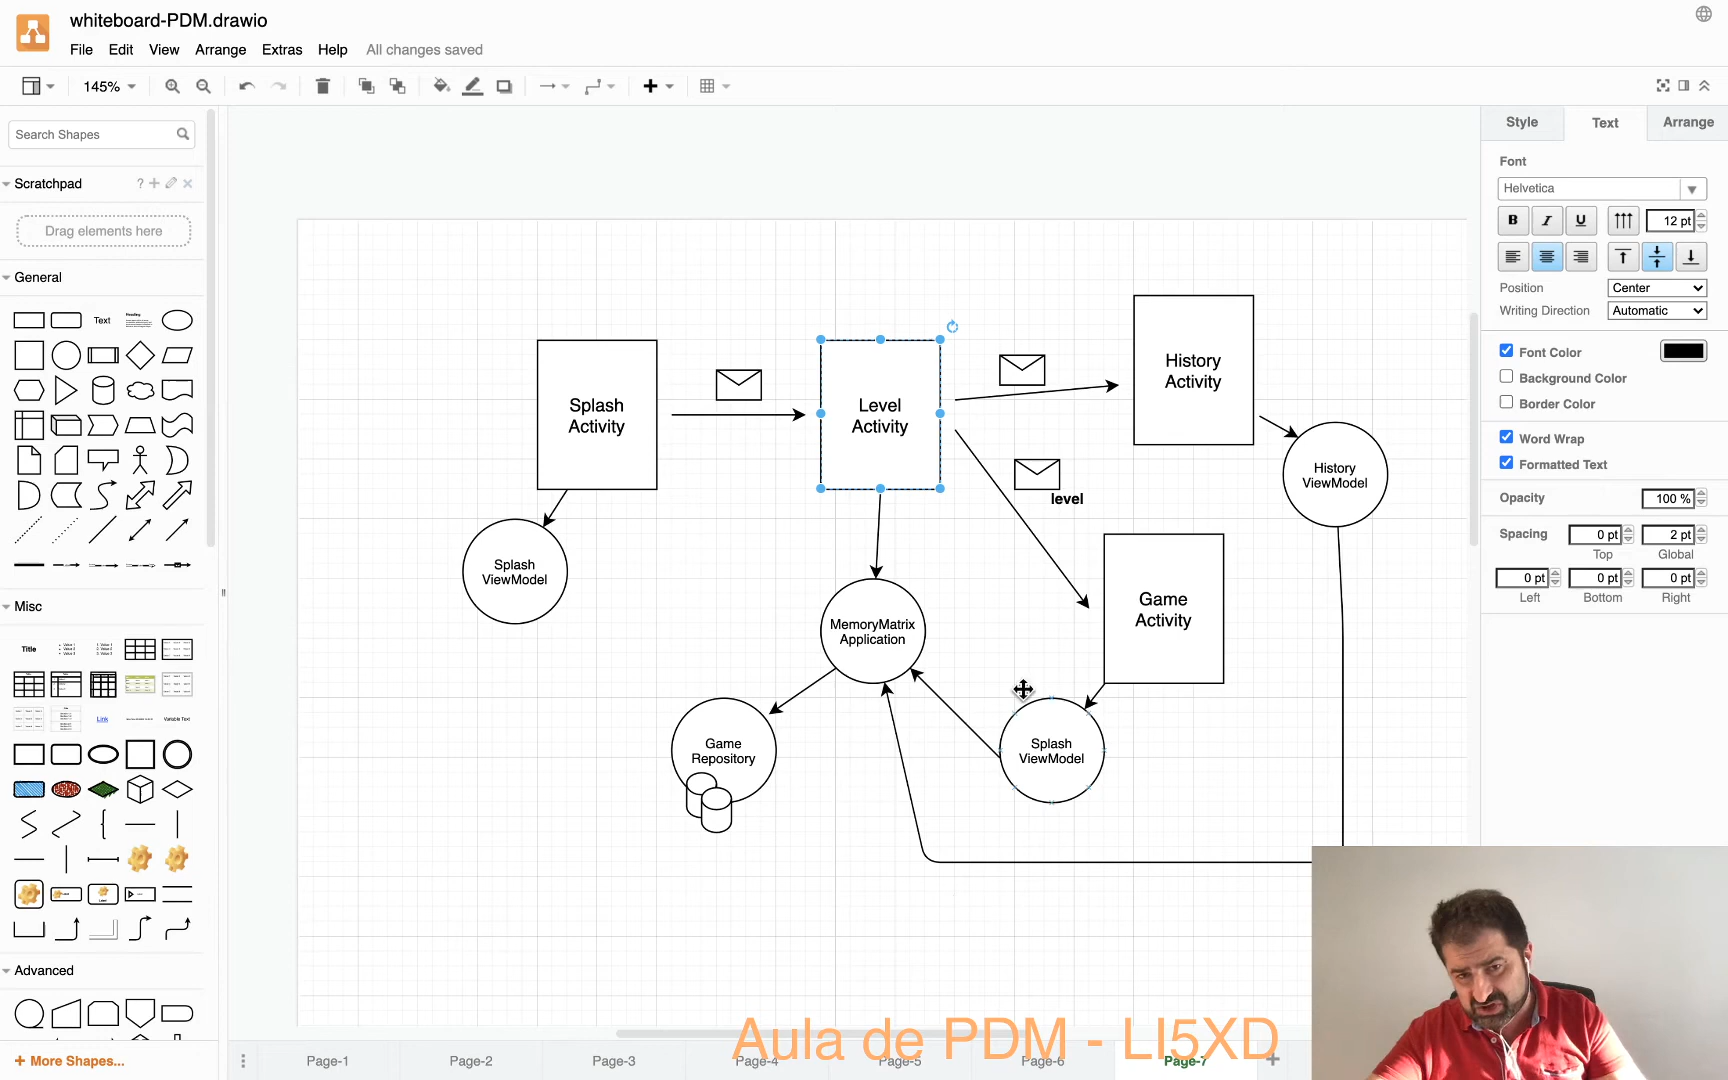 whiteboard-PDM.drawio
File Edit View Arrange Extras Help All changes saved
145%
Search Shapes
Scratchpad ?
Drag elements here
General
Text
Heading
Misc
Title
Link
Variable Text
Advanced
+ More Shapes...
Splash
Activity
Level
Activity
History
Activity
History
ViewModel
level
Splash
ViewModel
MemoryMatrix
Application
Game
Activity
Game
Repository
Splash
ViewModel
Style Text Arrange
Font
Helvetica
B I U 12 pt
Position Center
Writing Direction Automatic
Font Color
Background Color
Border Color
Word Wrap
Formatted Text
Opacity 100 %
Spacing 0 pt 2 pt
Top Global
0 pt 0 pt 0 pt
Left Bottom Right
Aula de PDM - LI5XD
Page-1 Page-2 Page-3 Page-4 Page-5 Page-6 Page-7